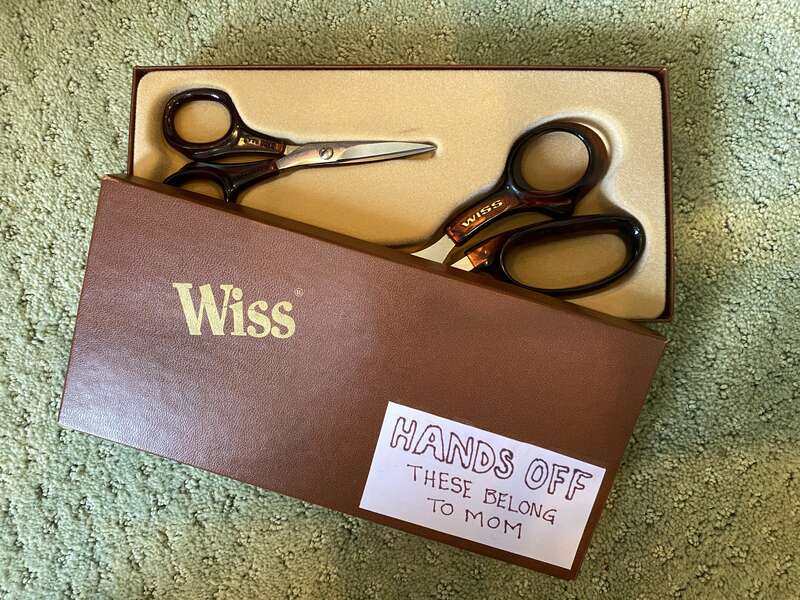 WISS
Wiss®
HANDS OFF
THESE BELONG
TO MOM